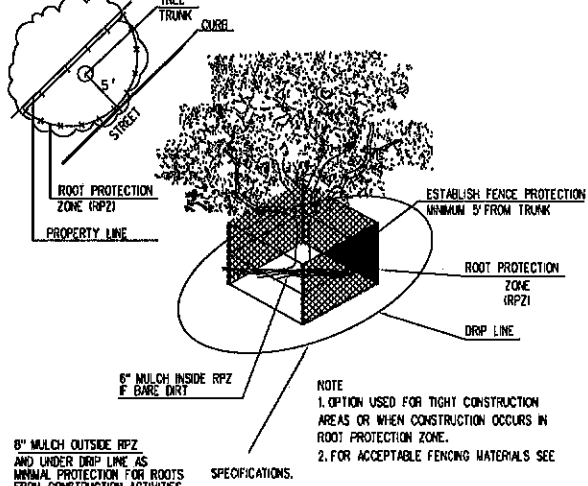 TREE
TRUNK
CURB
5'
STREET
ROOT PROTECTION
ZONE (RPZ)
PROPERTY LINE
ESTABLISH FENCE PROTECTION
MINIMUM 5' FROM TRUNK
ROOT PROTECTION
ZONE
(RPZ)
DRIP LINE
6" MULCH INSIDE RPZ
IF BARE DIRT
NOTE
1. OPTION USED FOR TIGHT CONSTRUCTION
AREAS OR WHEN CONSTRUCTION OCCURS IN
ROOT PROTECTION ZONE.
2. FOR ACCEPTABLE FENCING MATERIALS SEE
SPECIFICATIONS.
8" MULCH OUTSIDE RPZ
AND UNDER DRIP LINE AS
MINIMAL PROTECTION FOR ROOTS
FROM CONSTRUCTION ACTIVITIES